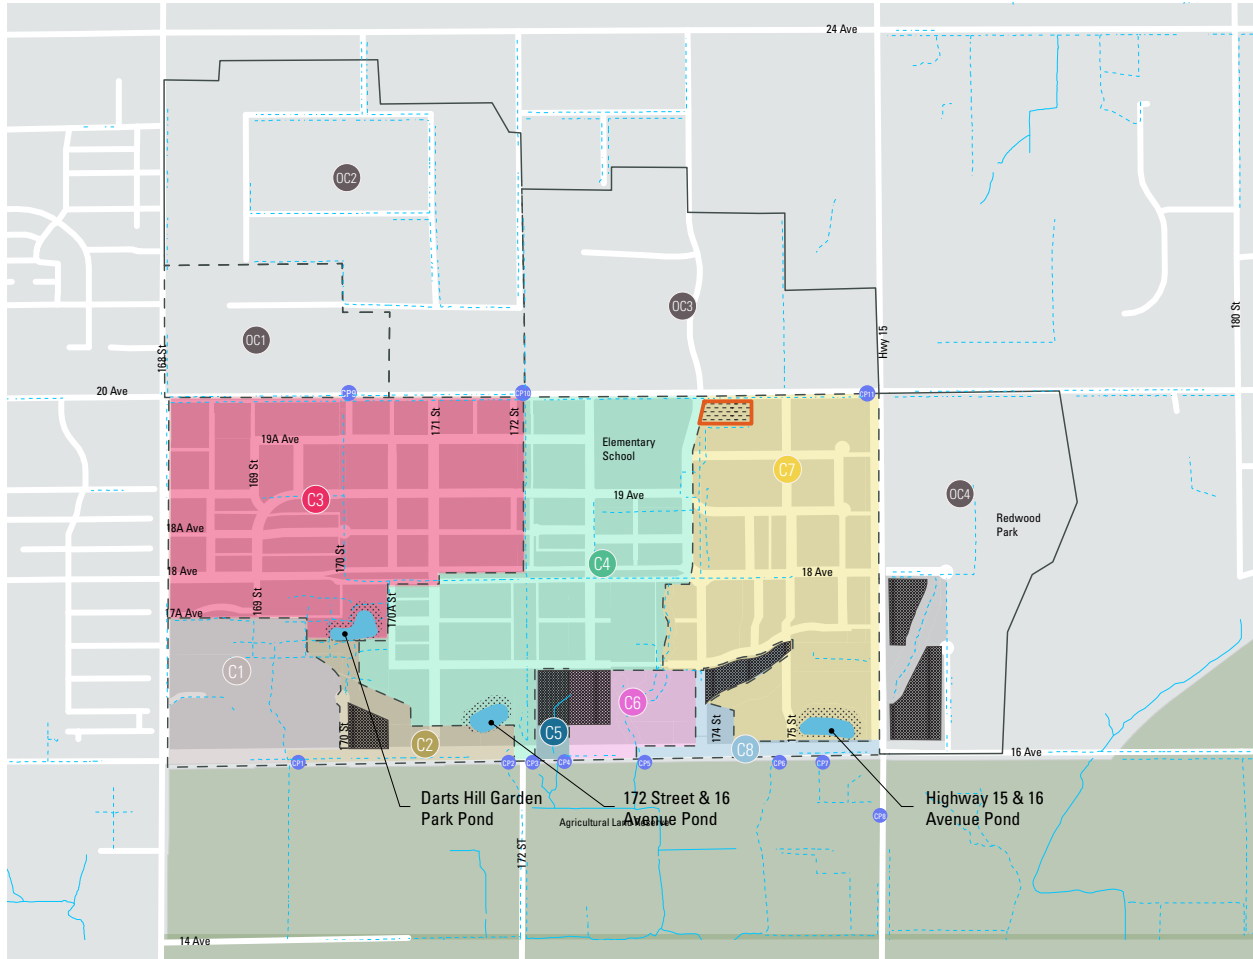 24 Ave
OC2
OC3
180 St
Hwy 15
OC1
168 St
20 Ave
CP9
CP10
CP11
171 St
172 St
19A Ave
Elementary
School
169 St
C7
C3
19 Ave
OC4
Redwood
Park
18A Ave
170 St
C4
18 Ave
18 Ave
169 St
170A St
17A Ave
C1
C6
170 St
C5
174 St
175 St
C2
C8
16 Ave
CP1
CP2
CP3
CP4
CP5
CP6
CP7
Darts Hill Garden
Park Pond
172 Street & 16
Avenue Pond
Highway 15 & 16
Avenue Pond
CP8
Agricultural Land Reserve
172 ST
14 Ave